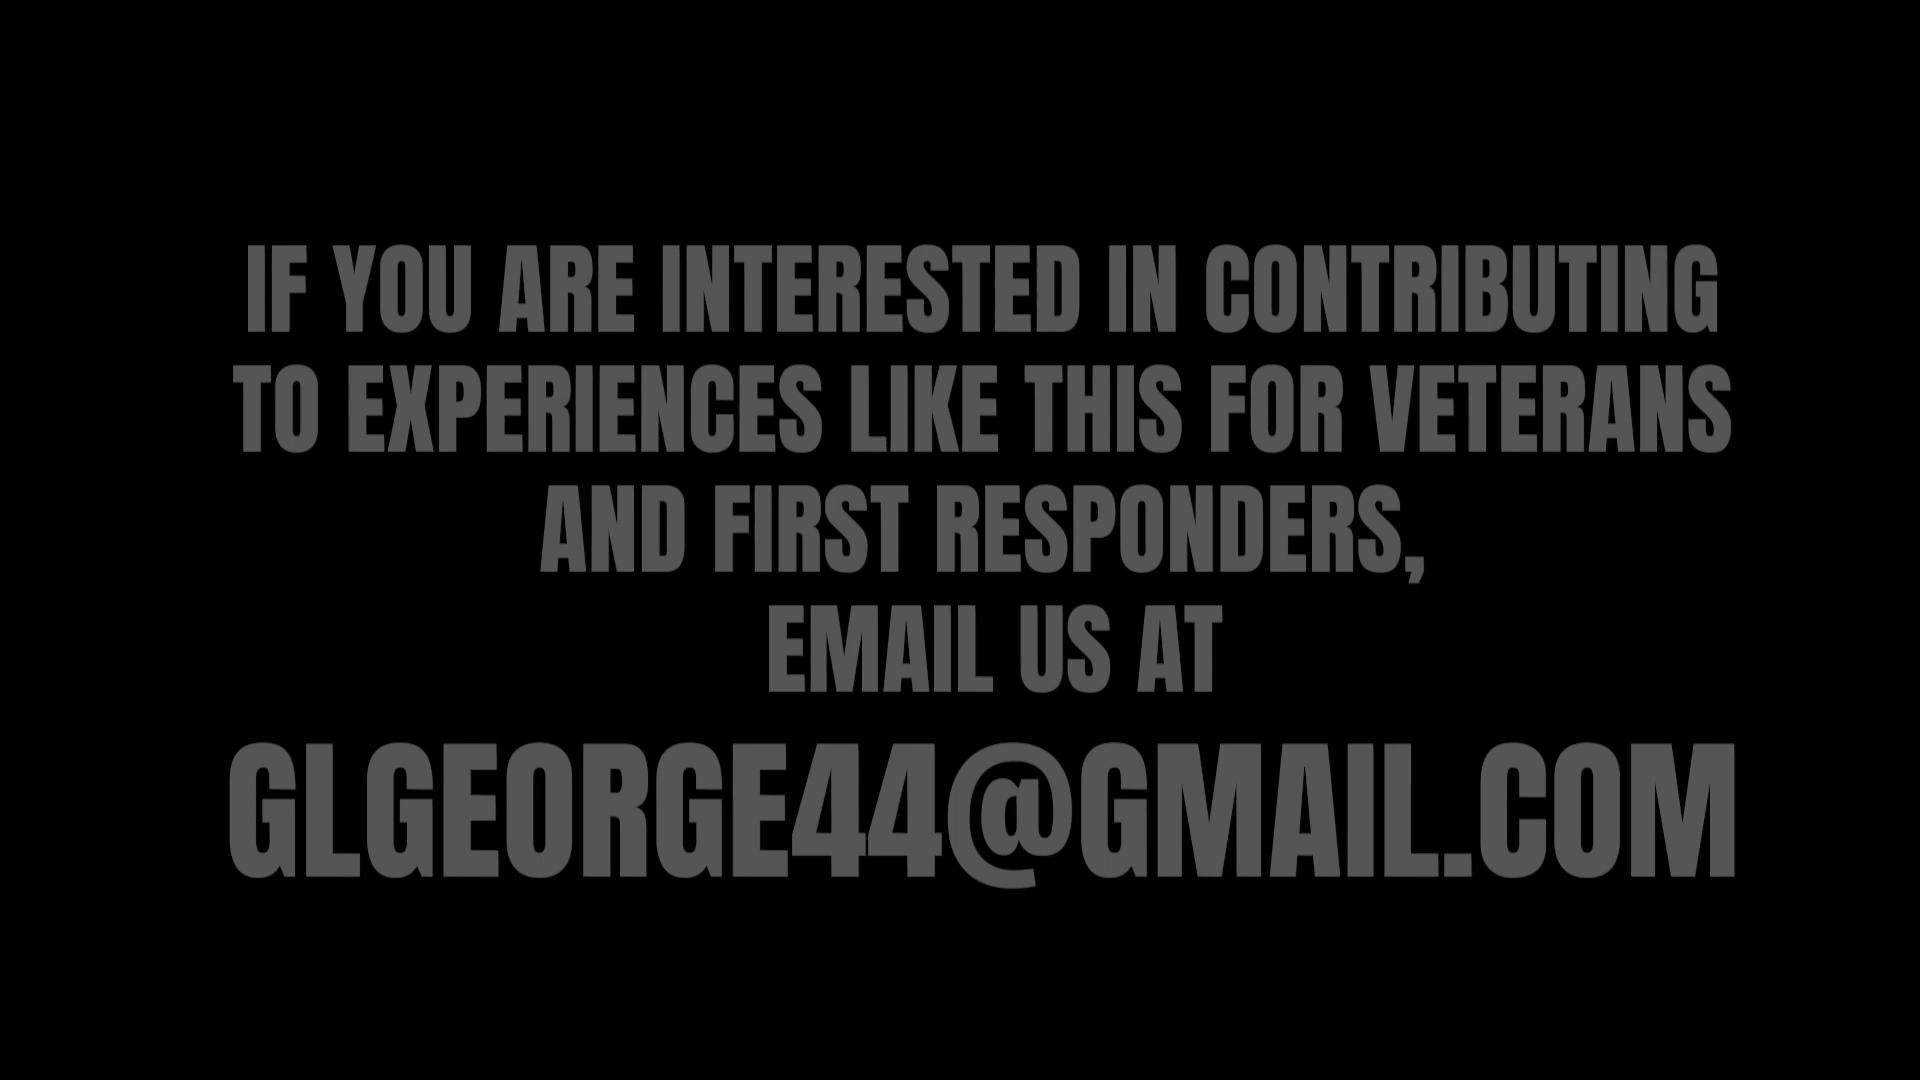 IF YOU ARE INTERESTED IN CONTRIBUTING
TO EXPERIENCES LIKE THIS FOR VETERANS
AND FIRST RESPONDERS,
EMAIL US AT
GLGEORGE44@GMAIL.COM